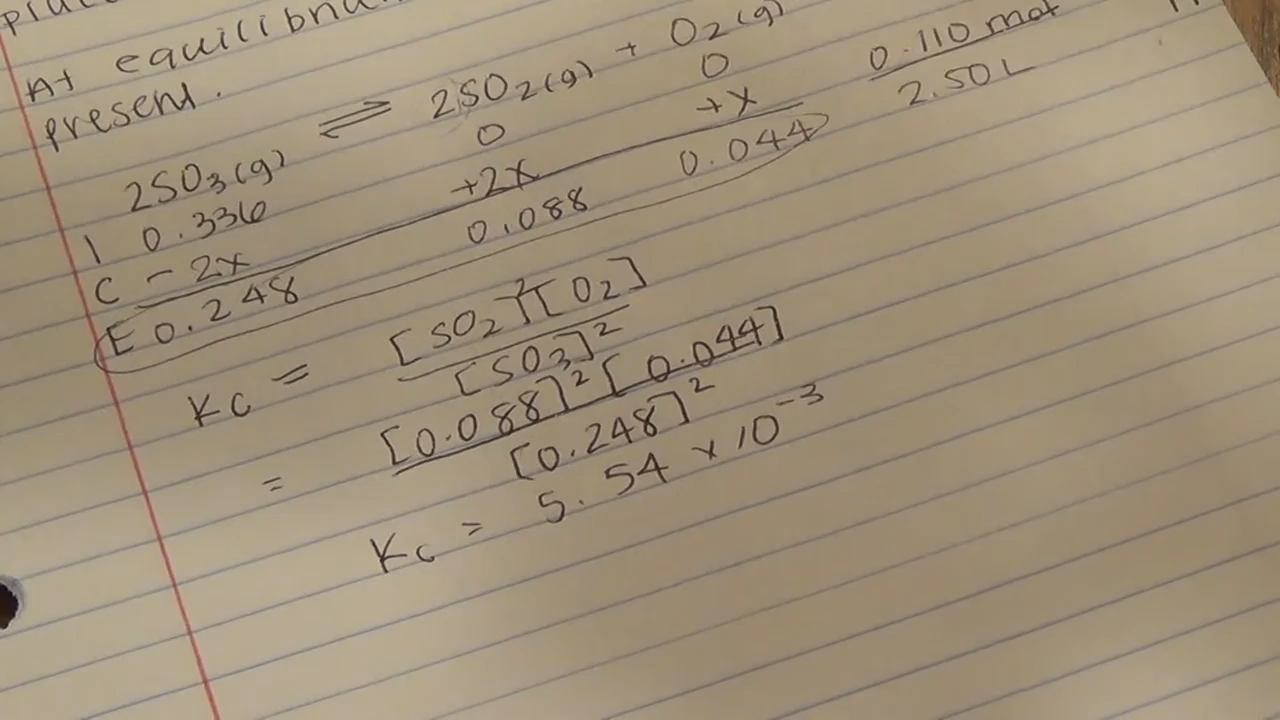 At equilibrium
present.
2SO3(g) ⇌ 2SO2(g) + O2(g)
I 0.336 0 0
C -2x +2x +x
E 0.248 0.088 0.044
0.110 mol
2.50 L
Kc = [SO2]²[O2]
[SO3]²
= [0.088]²[0.044]
[0.248]²
Kc = 5.54 x 10⁻³